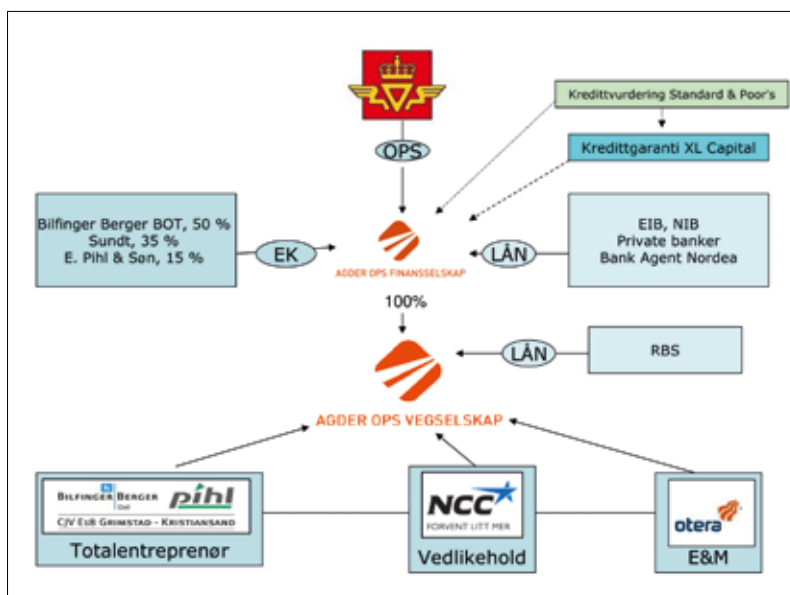 Kredittvurdering Standard & Poor's
OPS
Kredittgaranti XL Capital
Bilfinger Berger BOT, 50 %
Sundt, 35 %
E. Pihl & Søn, 15 %
EK
AGDER OPS FINANSSELSKAP
LÅN
EIB, NIB
Private banker
Bank Agent Nordea
100%
LÅN
RBS
AGDER OPS VEGSELSKAP
BILFINGER BERGER
Civil
pihl
C/V E18 GRIMSTAD - KRISTIANSAND
Totalentreprenør
NCC
FORVENT LITT MER
Vedlikehold
otera
E&M